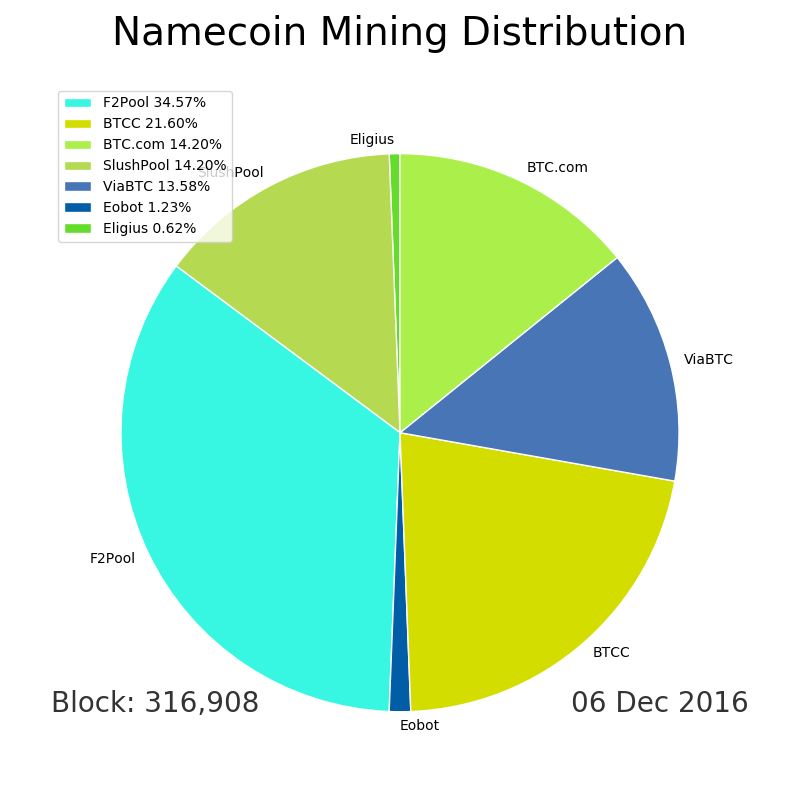 Namecoin Mining Distribution
F2Pool 34.57%
BTCC 21.60%
BTC.com 14.20%
SlushPool 14.20%
ViaBTC 13.58%
Eobot 1.23%
Eligius 0.62%
Eligius
BTC.com
SlushPool
ViaBTC
F2Pool
BTCC
Block: 316,908
06 Dec 2016
Eobot